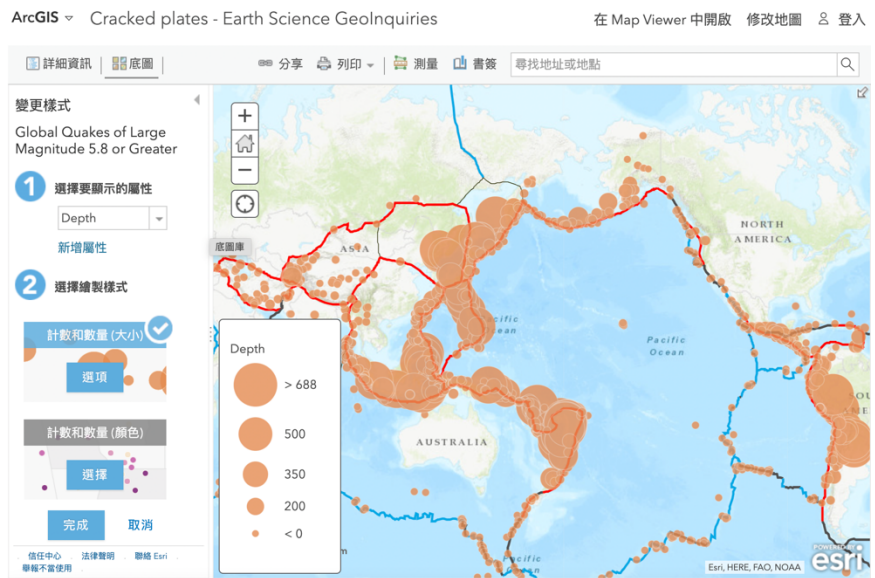 ArcGIS Cracked plates - Earth Science GeoInquiries 在 Map Viewer 中開啟 修改地圖 登入
詳細資訊 底圖 分享 列印 測量 書籤 尋找地址或地點
變更樣式
Global Quakes of Large
Magnitude 5.8 or Greater
1 選擇要顯示的屬性
Depth
新增屬性
2 選擇繪製樣式
計數和數量 (大小)
選項
計數和數量 (顏色)
選擇
完成 取消
信任中心 法律聲明 聯絡 Esri
舉報不當使用
底圖庫
ASIA
NORTH
AMERICA
Pacific
Ocean
AUSTRALIA
Depth
> 688
500
350
200
< 0
Esri, HERE, FAO, NOAA
POWERED BY
esri